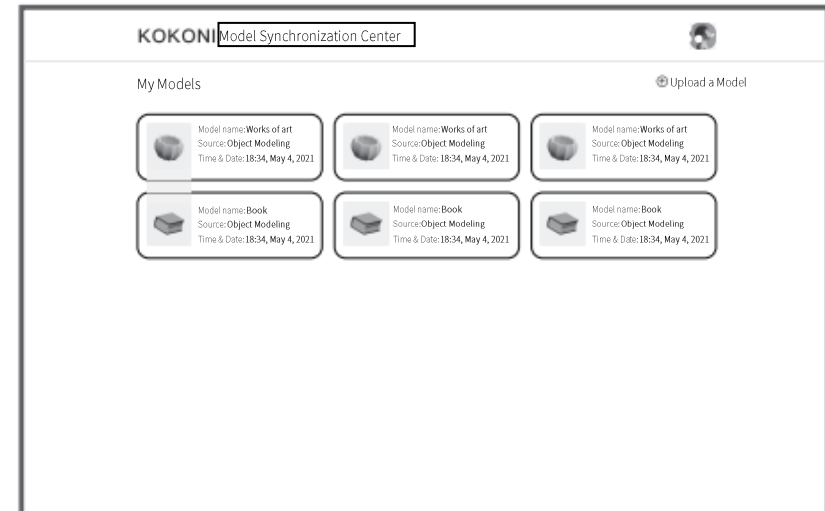 KOKONI Model Synchronization Center
My Models
Upload a Model
Model name:Works of art
Source:Object Modeling
Time & Date:18:34, May 4, 2021
Model name:Works of art
Source:Object Modeling
Time & Date:18:34, May 4, 2021
Model name:Works of art
Source:Object Modeling
Time & Date:18:34, May 4, 2021
Model name:Book
Source:Object Modeling
Time & Date:18:34, May 4, 2021
Model name:Book
Source:Object Modeling
Time & Date:18:34, May 4, 2021
Model name:Book
Source:Object Modeling
Time & Date:18:34, May 4, 2021